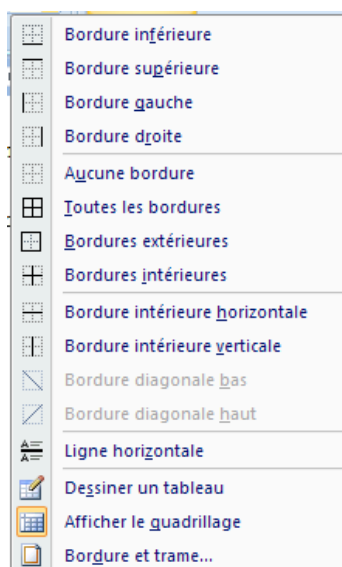 Bordure inférieure
Bordure supérieure
Bordure gauche
Bordure droite
Aucune bordure
Toutes les bordures
Bordures extérieures
Bordures intérieures
Bordure intérieure horizontale
Bordure intérieure verticale
Bordure diagonale bas
Bordure diagonale haut
Ligne horizontale
Dessiner un tableau
Afficher le quadrillage
Bordure et trame...